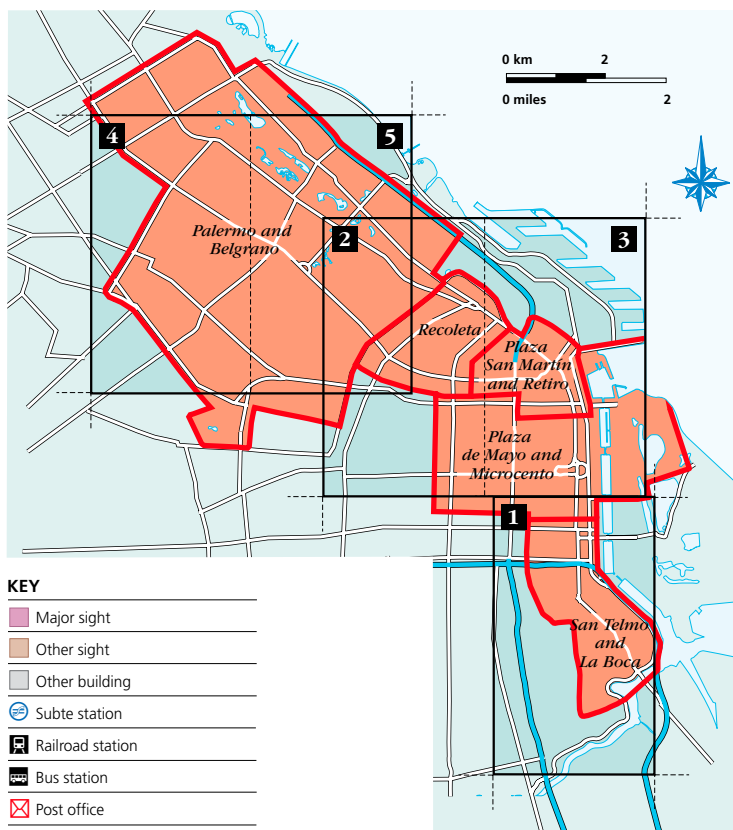 0 km 2
0 miles 2
4
5
Palermo and
Belgrano
2
3
Recoleta
Plaza
San Martín
and Retiro
Plaza
de Mayo and
Microcento
1
San Telmo
and
La Boca
KEY
Major sight
Other sight
Other building
Subte station
Railroad station
Bus station
Post office